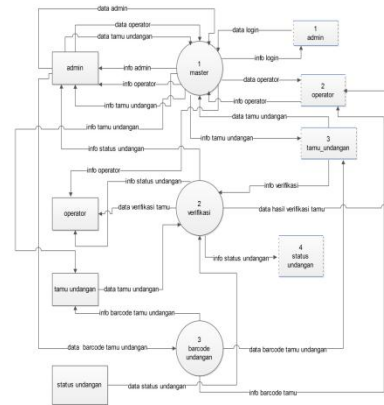 data admin
data operator
data tamu undangan
data login
1
admin
info login
admin
1
master
info admin
info operator
info tamu undangan
data operator
info operator
2
operator
data tamu undangan
info tamu undangan
info tamu undangan
info status undangan
3
tamu_undangan
info operator
info status undangan
info verifikasi
operator
data verifikasi tamu
2
verifikasi
data hasil verifikasi tamu
info status undangan
4
status
undangan
tamu undangan
data tamu undangan
info barcode tamu undangan
3
barcode
undangan
data barcode tamu undangan
data barcode tamu undangan
status undangan
data status undangan
info barcode tamu